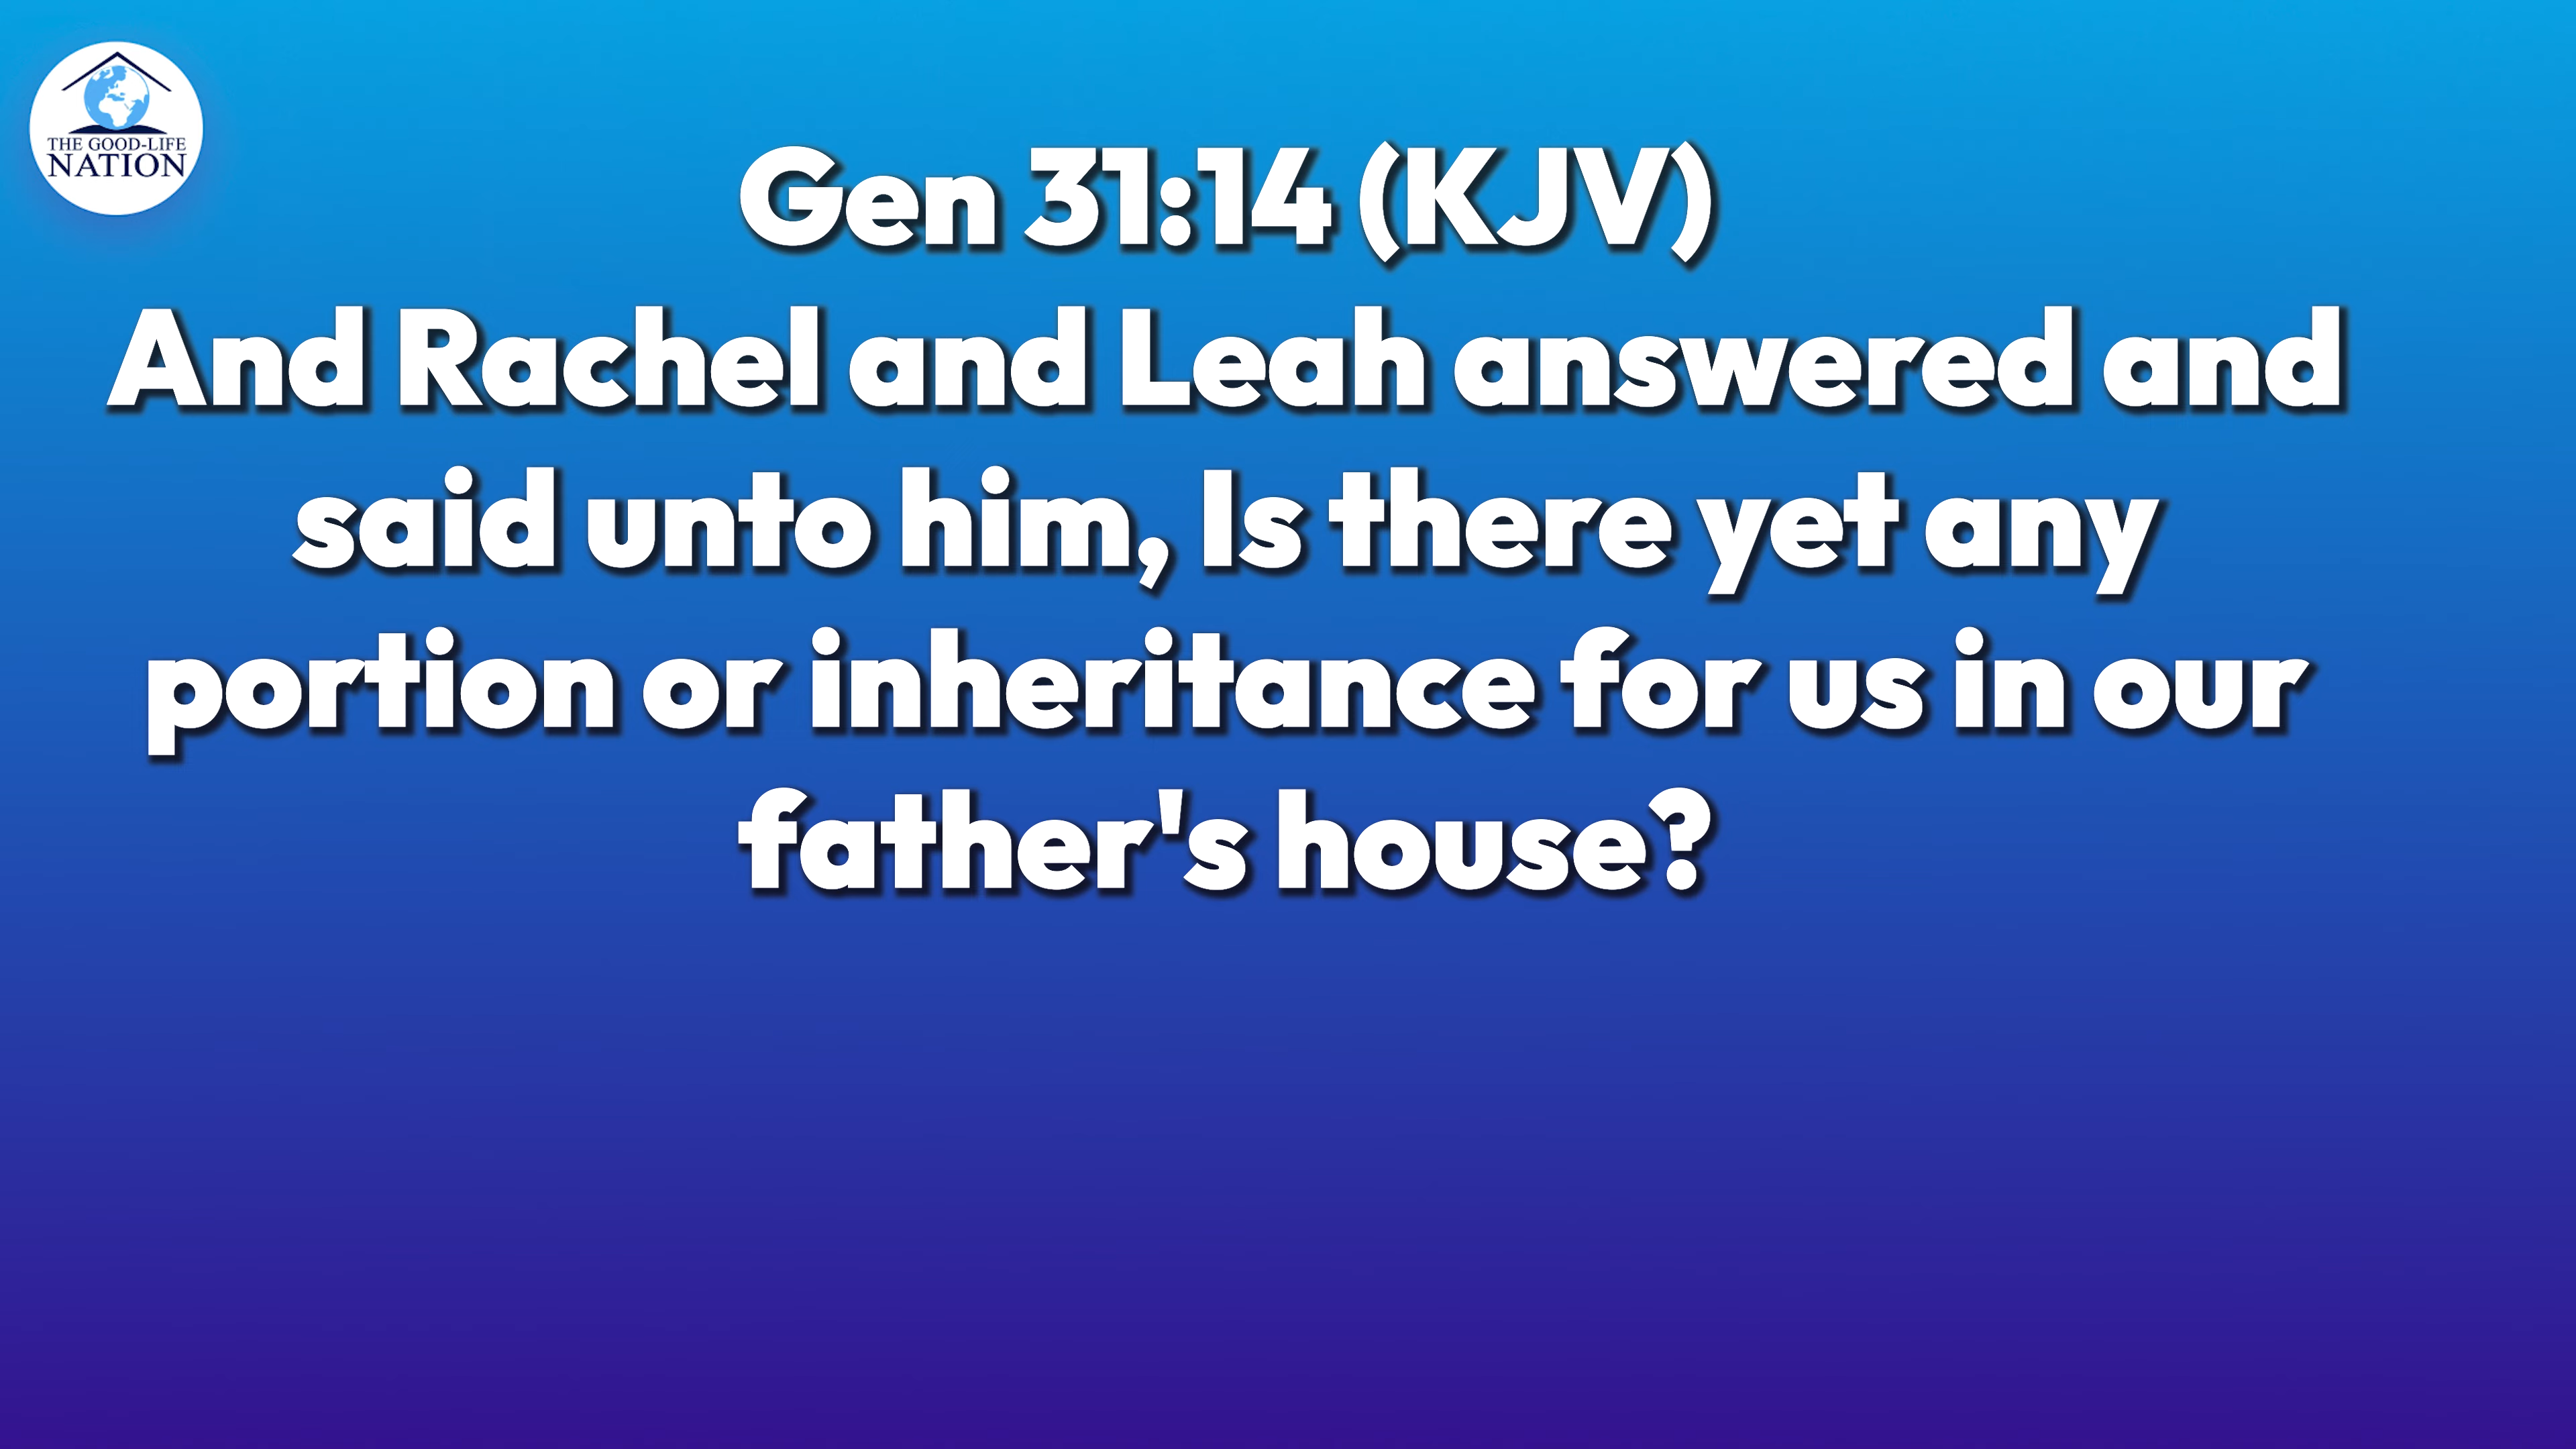 THE GOOD-LIFE
NATION
Gen 31:14 (KJV)
And Rachel and Leah answered and
said unto him, Is there yet any
portion or inheritance for us in our
father's house?